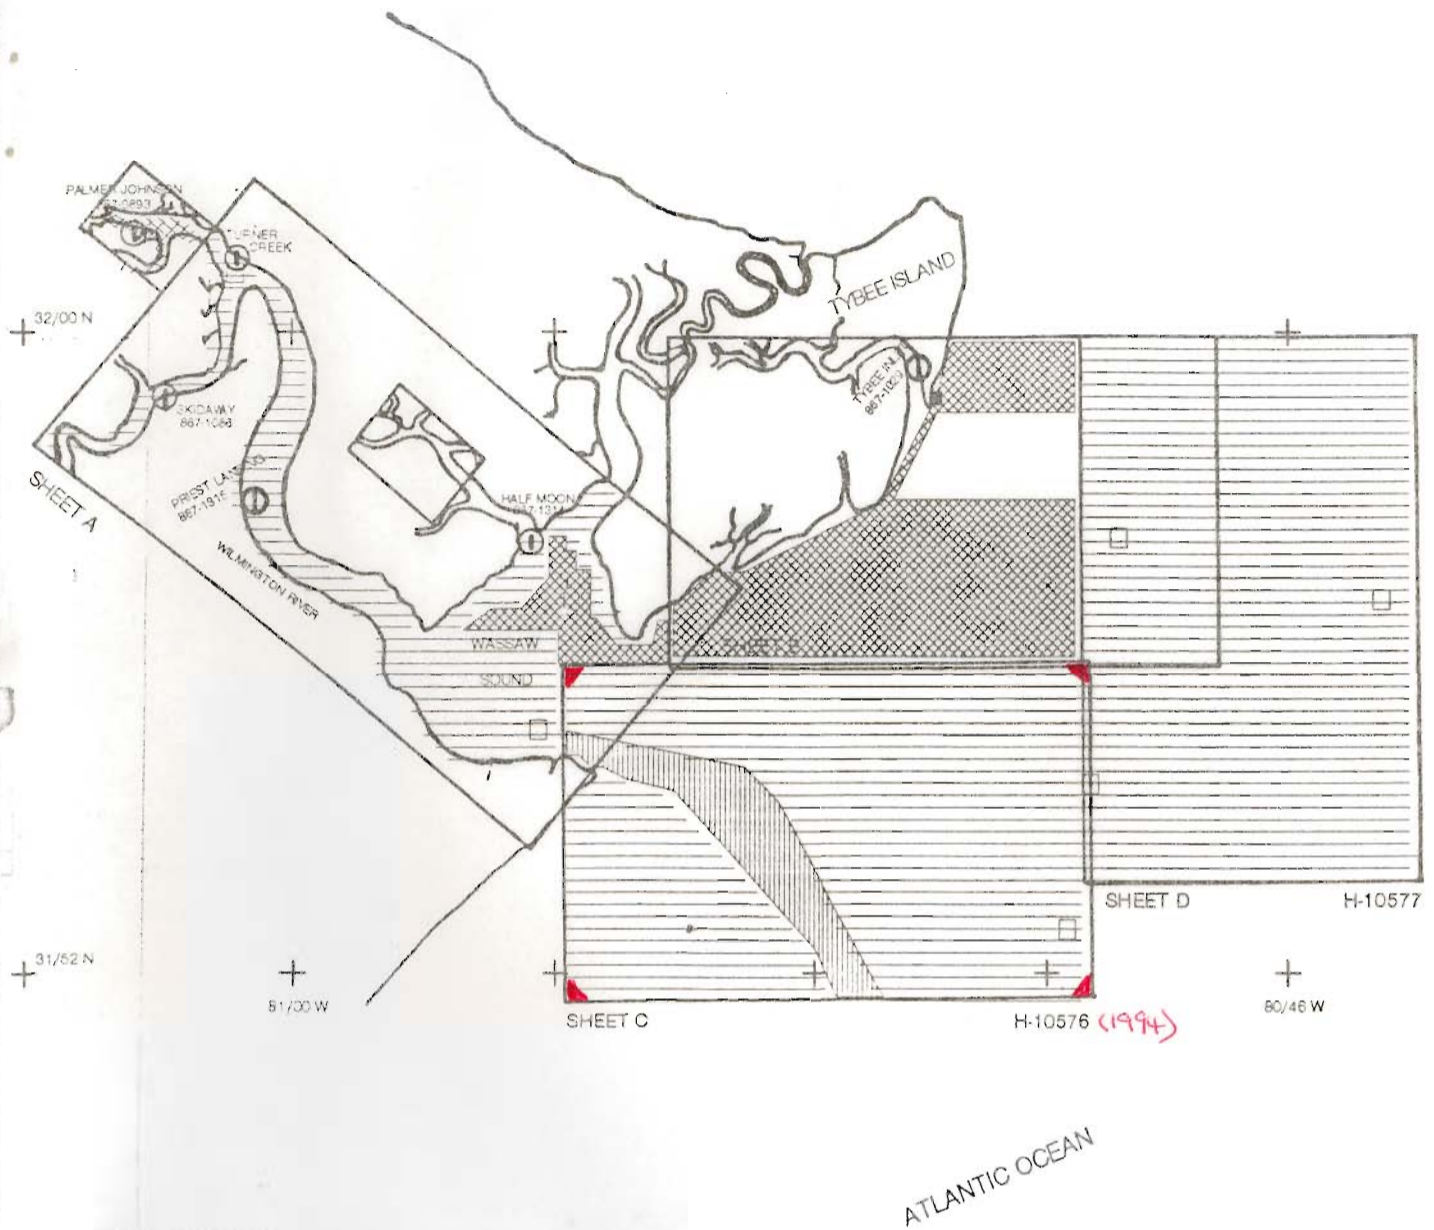 PALMER JOHNSON
TURNER
CREEK
TYBEE ISLAND
32/00 N
SKIDAWAY
867-1086
SHEET A
PRIEST LANDING
HALF MOON
WILMINGTON RIVER
WASSAW
SOUND
SHEET D
H-10577
31/52 N
81/00 W
80/46 W
SHEET C
H-10576 (1994)
ATLANTIC OCEAN